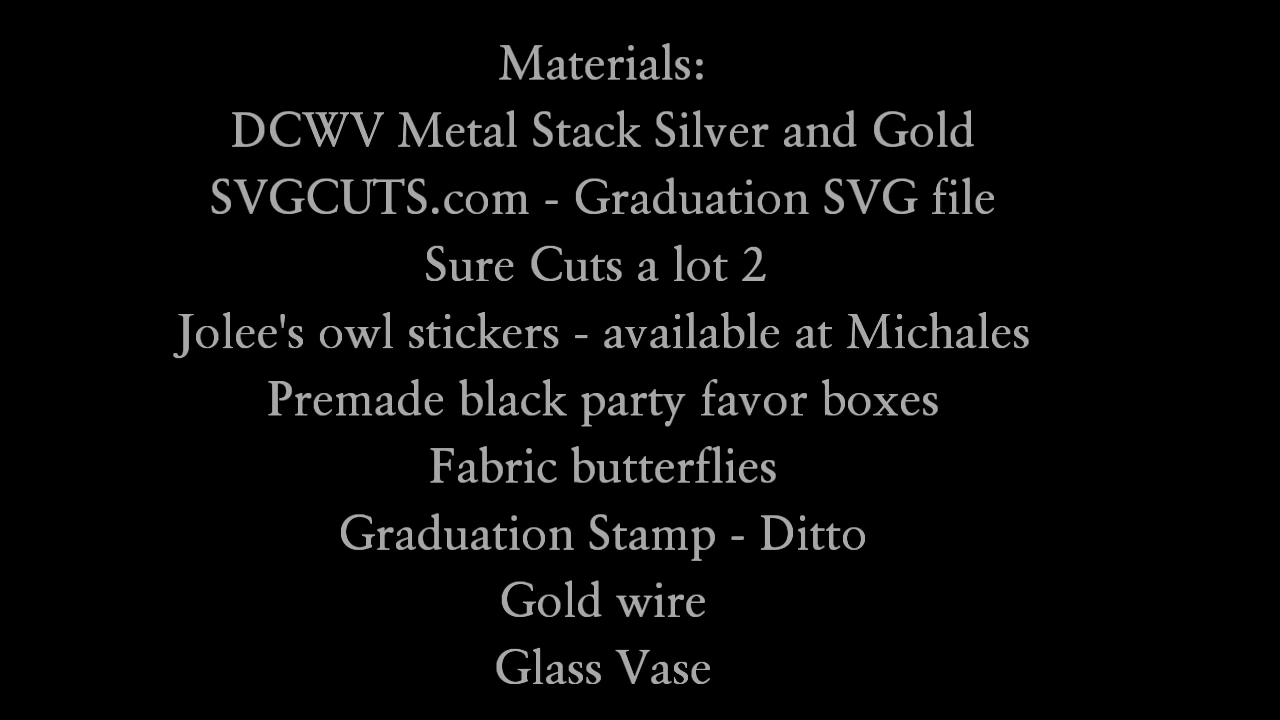 Materials:
DCWV Metal Stack Silver and Gold
SVGCUTS.com - Graduation SVG file
Sure Cuts a lot 2
Jolee's owl stickers - available at Michales
Premade black party favor boxes
Fabric butterflies
Graduation Stamp - Ditto
Gold wire
Glass Vase